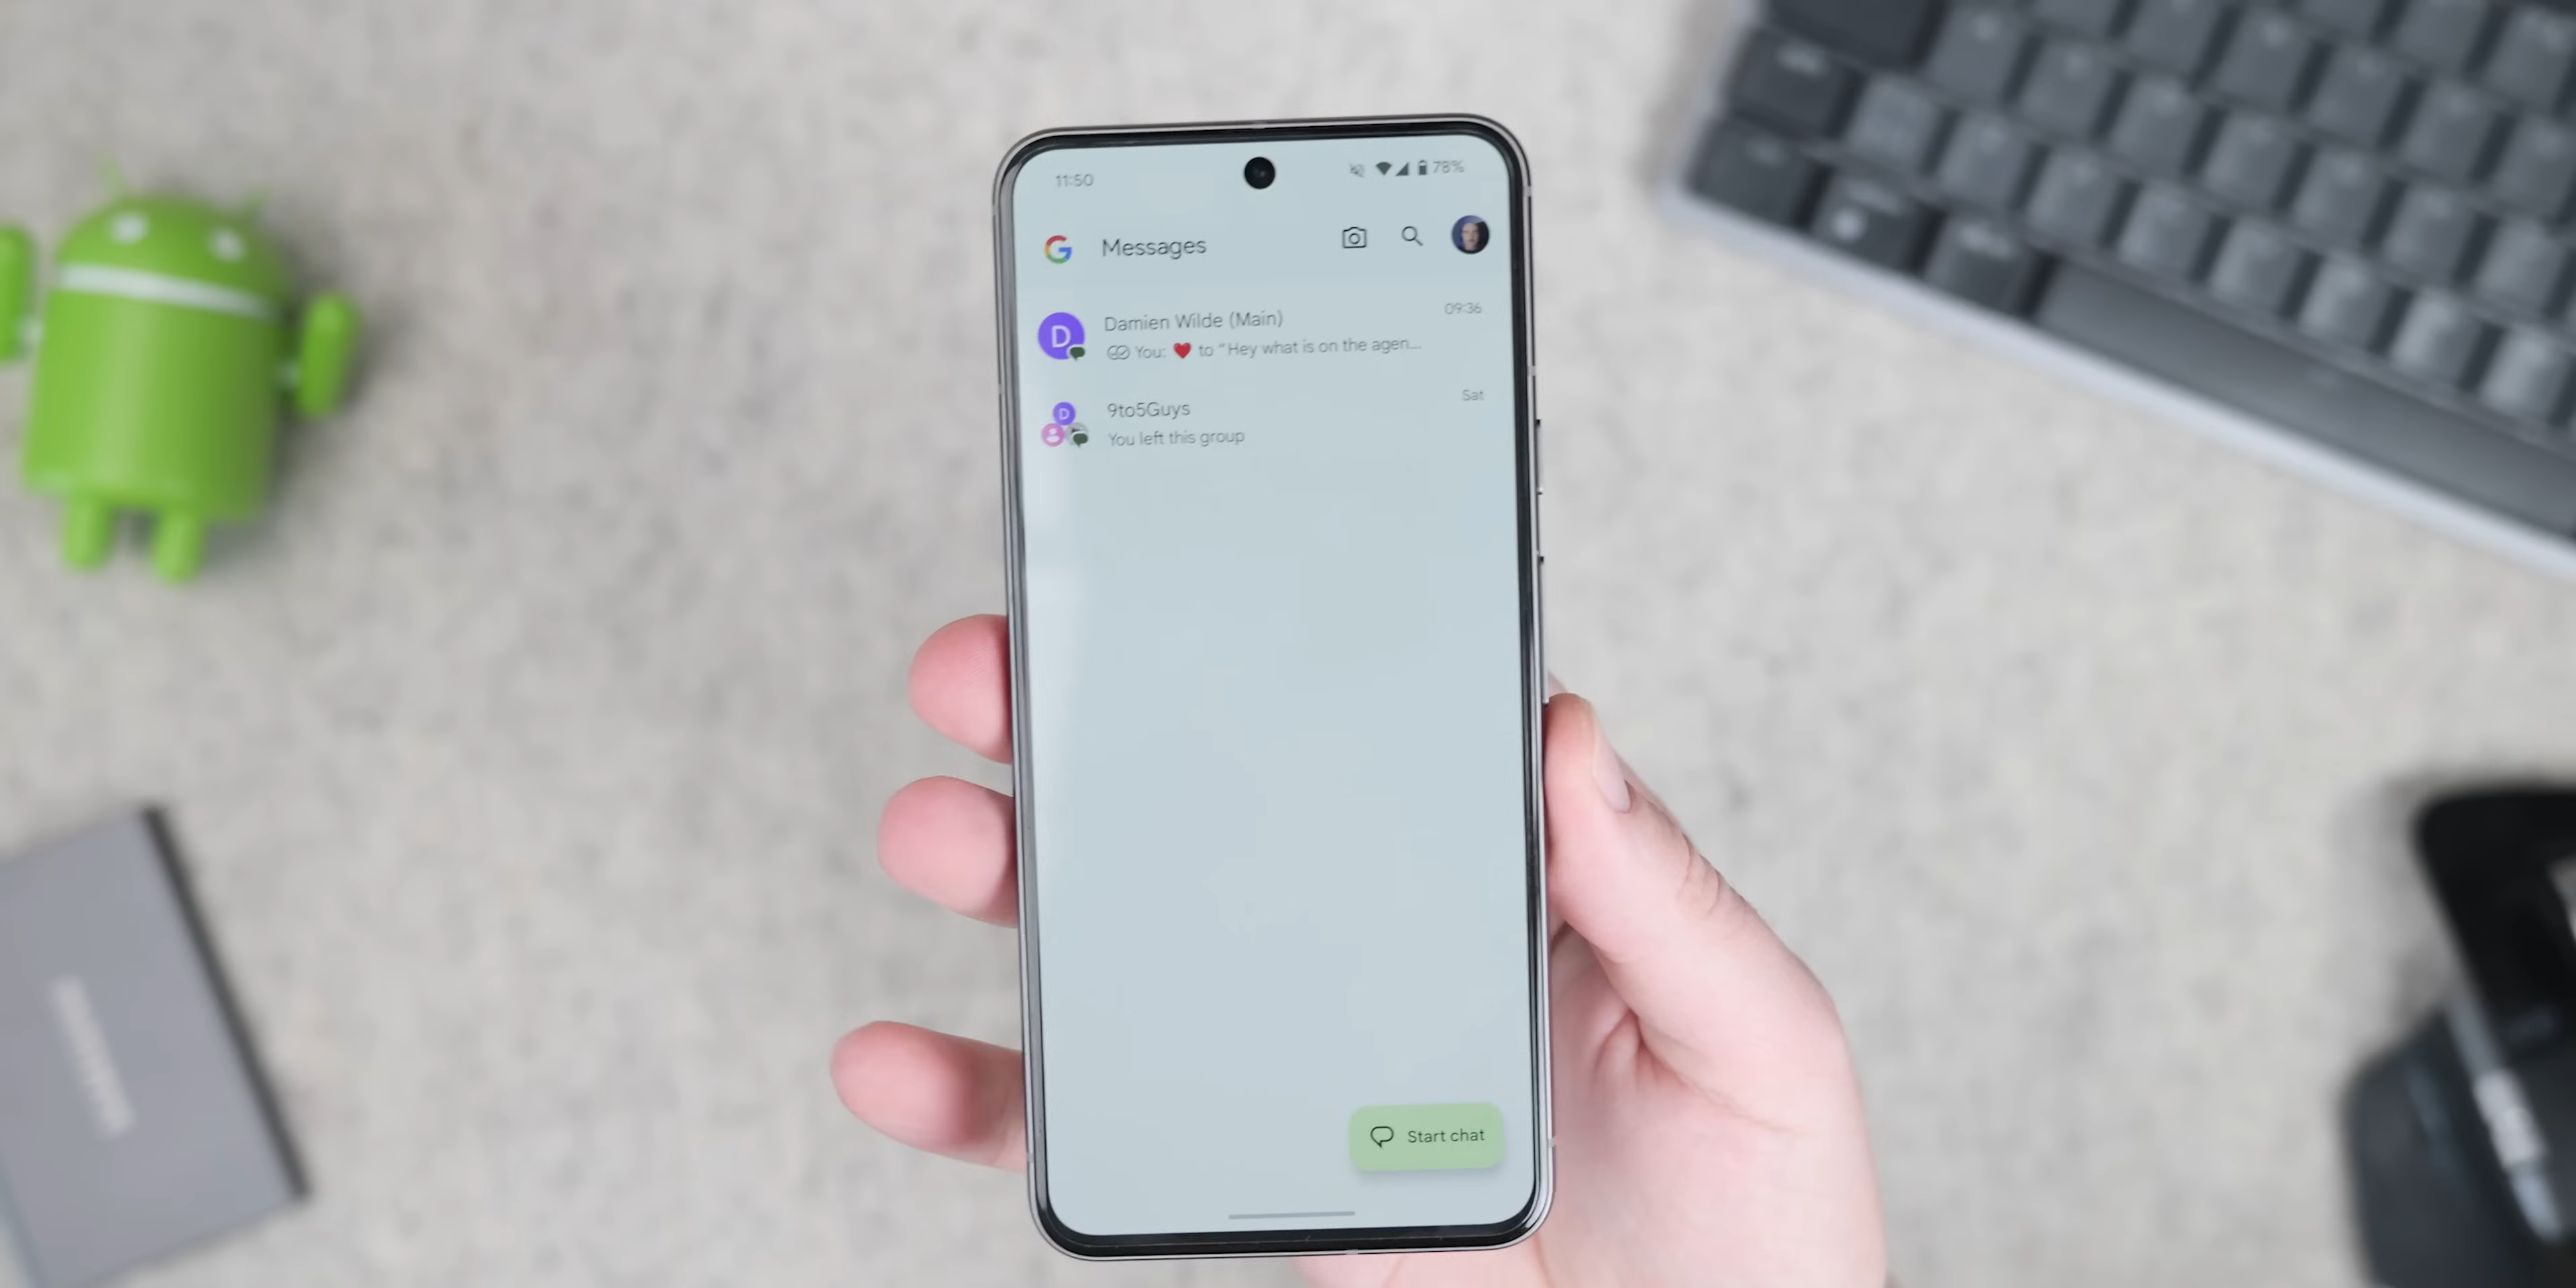 11:50
78%
G Messages
Damien Wilde (Main)
09:36
D
You: ❤️ to "Hey what is on the agen...
9to5Guys
Sat
D
You left this group
Start chat